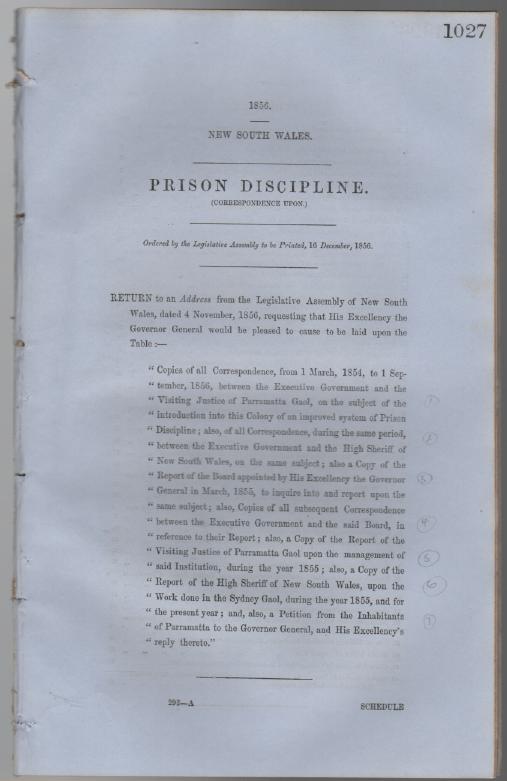 1027
1856.
NEW SOUTH WALES.
PRISON DISCIPLINE.
(CORRESPONDENCE UPON.)
Ordered by the Legislative Assembly to be Printed, 16 December, 1856.
RETURN to an Address from the Legislative Assembly of New South
Wales, dated 4 November, 1856, requesting that His Excellency the
Governor General would be pleased to cause to be laid upon the
Table :—
" Copies of all Correspondence, from 1 March, 1854, to 1 Sep-
" tember, 1856, between the Executive Government and the
" Visiting Justice of Parramatta Gaol, on the subject of the
" introduction into this Colony of an improved system of Prison
" Discipline ; also, of all Correspondence, during the same period,
" between the Executive Government and the High Sheriff of
" New South Wales, on the same subject ; also a Copy of the
" Report of the Board appointed by His Excellency the Governor
" General in March, 1855, to inquire into and report upon the
" same subject ; also, Copies of all subsequent Correspondence
" between the Executive Government and the said Board, in
" reference to their Report ; also, a Copy of the Report of the
" Visiting Justice of Parramatta Gaol upon the management of
" said Institution, during the year 1855 ; also, a Copy of the
" Report of the High Sheriff of New South Wales, upon the
" Work done in the Sydney Gaol, during the year 1855, and for
" the present year ; and, also, a Petition from the Inhabitants
" of Parramatta to the Governor General, and His Excellency's
" reply thereto."
1
2
3
4
5
6
7
293—A
SCHEDULE